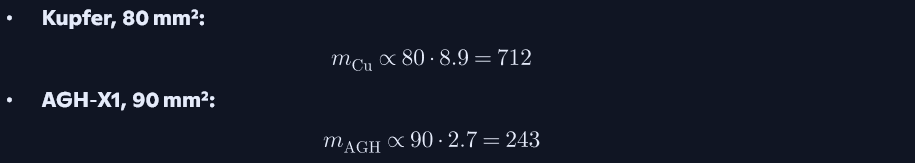 • Kupfer, 80 mm²:
m_Cu ∝ 80 · 8.9 = 712
• AGH-X1, 90 mm²:
m_AGH ∝ 90 · 2.7 = 243